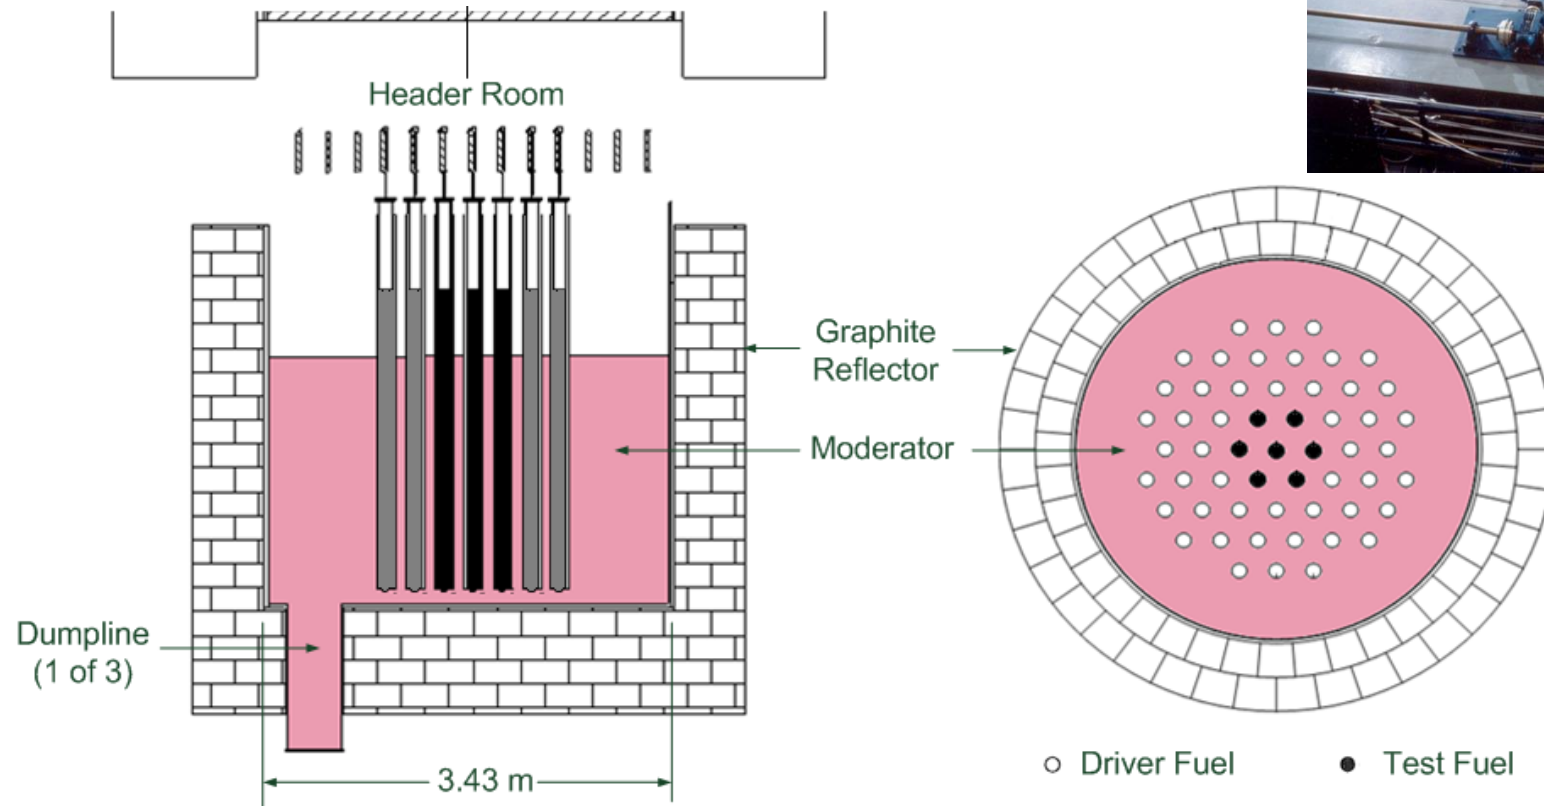 Header Room
Graphite
Reflector
Moderator
Dumpline
(1 of 3)
3.43 m
Driver Fuel
Test Fuel